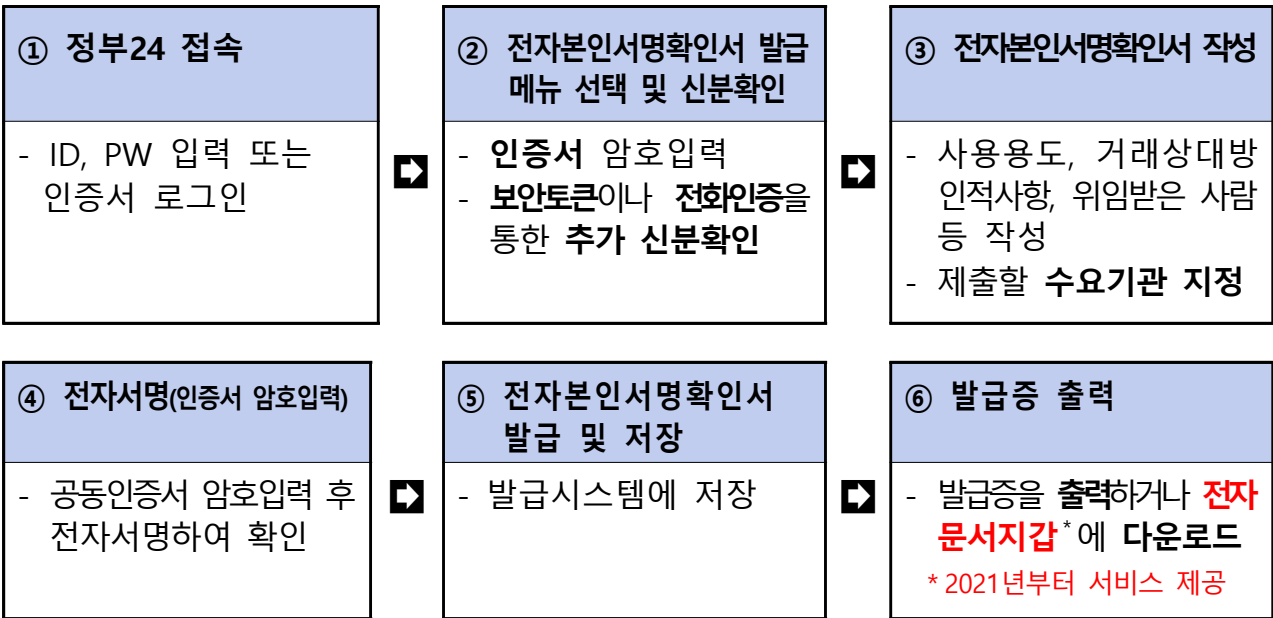 ① 정부24 접속
- ID, PW 입력 또는
인증서 로그인
② 전자본인서명확인서 발급
메뉴 선택 및 신분확인
- 인증서 암호입력
- 보안토큰이나 전화인증을
통한 추가 신분확인
③ 전자본인서명확인서 작성
- 사용용도, 거래상대방
인적사항, 위임받은 사람
등 작성
- 제출할 수요기관 지정
④ 전자서명(인증서 암호입력)
- 공동인증서 암호입력 후
전자서명하여 확인
⑤ 전자본인서명확인서
발급 및 저장
- 발급시스템에 저장
⑥ 발급증 출력
- 발급증을 출력하거나 전자
문서지갑*에 다운로드
* 2021년부터 서비스 제공